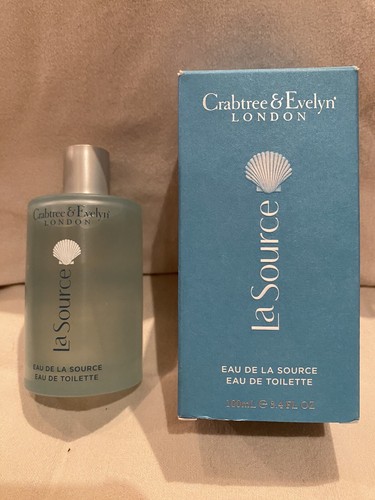 Crabtree & Evelyn
LONDON
La Source
EAU DE LA SOURCE
EAU DE TOILETTE
Crabtree & Evelyn®
LONDON
La Source
EAU DE LA SOURCE
EAU DE TOILETTE
100mL ℮ 3.4 FL OZ